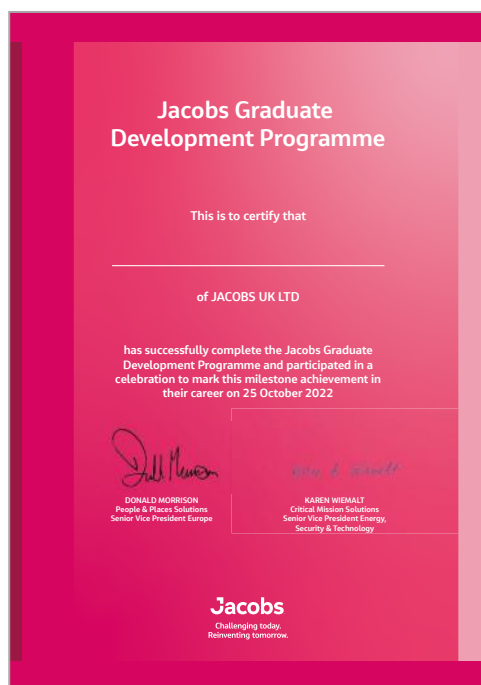 Jacobs Graduate
Development Programme
This is to certify that
of JACOBS UK LTD
has successfully complete the Jacobs Graduate
Development Programme and participated in a
celebration to mark this milestone achievement in
their career on 25 October 2022
DONALD MORRISON
People & Places Solutions
Senior Vice President Europe
KAREN WIEMALT
Critical Mission Solutions
Senior Vice President Energy,
Security & Technology
Jacobs
Challenging today.
Reinventing tomorrow.